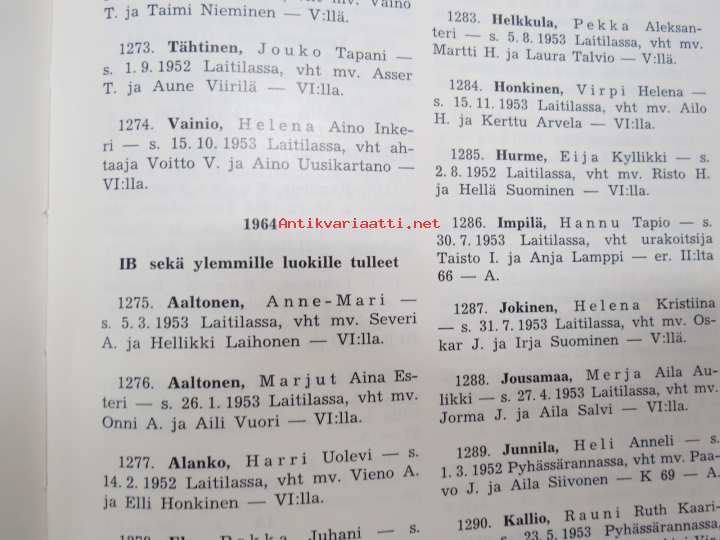 T. ja Taimi Nieminen — V:llä.
1273. Tähtinen, Jouko Tapani —
s. 1. 9. 1952 Laitilassa, vht mv. Asser
T. ja Aune Viirilä — VI:lla.
1274. Vainio, Helena Aino Inke-
ri — s. 15. 10. 1953 Laitilassa, vht ah-
taaja Voitto V. ja Aino Uusikartano —
VI:lla.
1964
Antikvariaatti.net
IB sekä ylemmille luokille tulleet
1275. Aaltonen, Anne-Mari —
s. 5. 3. 1953 Laitilassa, vht mv. Severi
A. ja Hellikki Laihonen — VI:lla.
1276. Aaltonen, Marjut Aina Es-
teri — s. 26. 1. 1953 Laitilassa, vht mv.
Onni A. ja Aili Vuori — VI:lla.
1277. Alanko, Harri Uolevi — s.
14. 2. 1952 Laitilassa, vht mv. Vieno A.
ja Elli Honkinen — VI:lla.
Juhani — s.
1283. Helkkula, Pekka Aleksan-
teri — s. 5. 8. 1953 Laitilassa, vht mv.
Martti H. ja Laura Talvio — V:llä.
1284. Honkinen, Virpi Helena —
s. 15. 11. 1953 Laitilassa, vht mv. Ailo
H. ja Kerttu Arvela — VI:lla.
1285. Hurme, Eija Kyllikki — s.
2. 8. 1952 Laitilassa, vht mv. Risto H.
ja Hellä Suominen — VI:lla.
1286. Impilä, Hannu Tapio — s.
30. 7. 1953 Laitilassa, vht urakoitsija
Taisto I. ja Anja Lamppi — er. II:lta
66 — A.
1287. Jokinen, Helena Kristiina
— s. 31. 7. 1953 Laitilassa, vht mv. Os-
kar J. ja Irja Suominen — V:llä.
1288. Jousamaa, Merja Aila Au-
likki — s. 27. 4. 1953 Laitilassa, vht mv.
Jorma J. ja Aila Salvi — VI:lla.
1289. Junnila, Heli Anneli — s.
1. 3. 1952 Pyhässärannassa, vht mv. Paa-
vo J. ja Aila Siivonen — K 69 — A.
1290. Kallio, Rauni Ruth Kaari-
s. 23. 5. 1953 Pyhässärannassa,